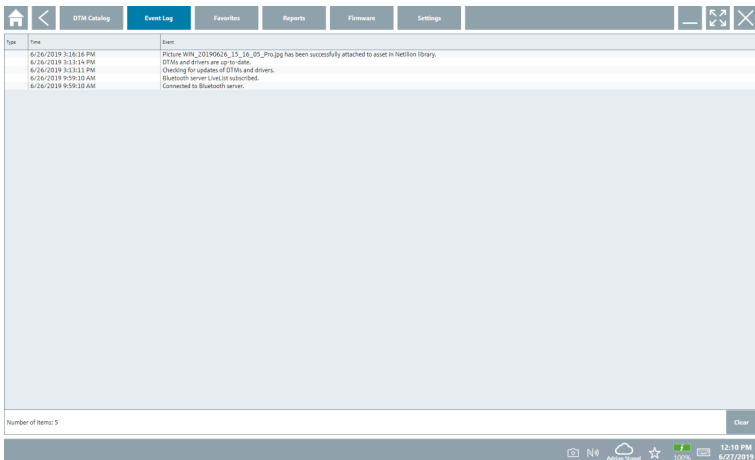 DTM Catalog Event Log Favorites Reports Firmware Settings
Type Time Event
6/26/2019 3:16:16 PM Picture WIN_20190626_15_16_05_Pro.jpg has been successfully attached to asset in Netilion library.
6/26/2019 3:13:14 PM DTMs and drivers are up-to-date.
6/26/2019 3:13:11 PM Checking for updates of DTMs and drivers.
6/26/2019 9:59:10 AM Bluetooth server LiveList subscribed.
6/26/2019 9:59:10 AM Connected to Bluetooth server.
Number of items: 5 Clear
Adrian 100% 12:10 PM
6/27/2019